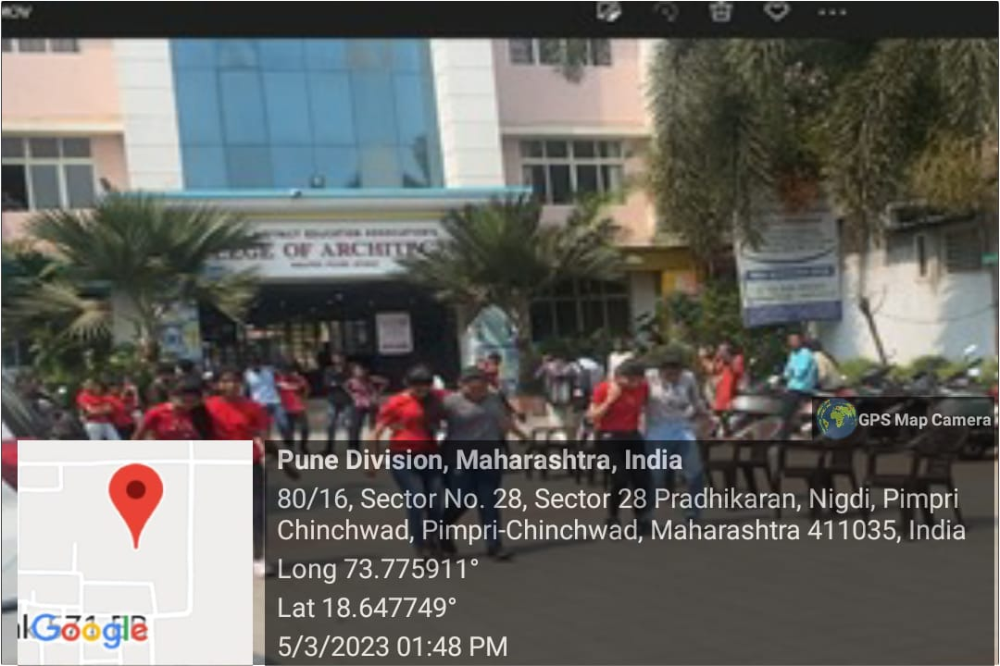 OF ARCHITEC
GPS Map Camera
Pune Division, Maharashtra, India
80/16, Sector No. 28, Sector 28 Pradhikaran, Nigdi, Pimpri
Chinchwad, Pimpri-Chinchwad, Maharashtra 411035, India
Long 73.775911°
Lat 18.647749°
5/3/2023 01:48 PM
Google